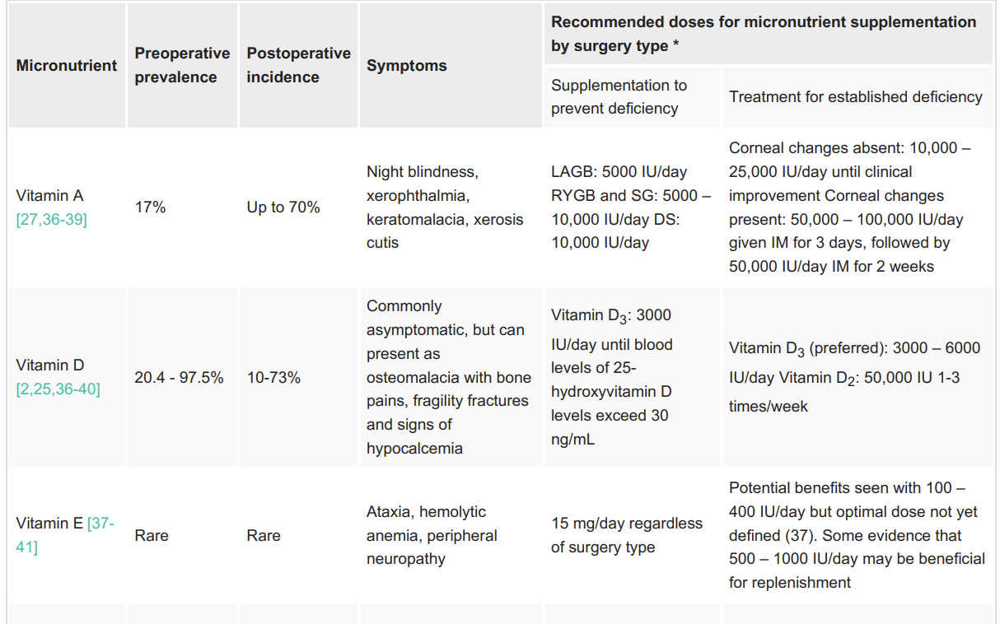 Micronutrient
Preoperative
prevalence
Postoperative
incidence
Symptoms
Recommended doses for micronutrient supplementation
by surgery type *
Supplementation to
prevent deficiency
Treatment for established deficiency
Vitamin A
[27,36-39]
17%
Up to 70%
Night blindness,
xerophthalmia,
keratomalacia, xerosis
cutis
LAGB: 5000 IU/day
RYGB and SG: 5000 –
10,000 IU/day DS:
10,000 IU/day
Corneal changes absent: 10,000 –
25,000 IU/day until clinical
improvement Corneal changes
present: 50,000 – 100,000 IU/day
given IM for 3 days, followed by
50,000 IU/day IM for 2 weeks
Vitamin D
[2,25,36-40]
20.4 - 97.5%
10-73%
Commonly
asymptomatic, but can
present as
osteomalacia with bone
pains, fragility fractures
and signs of
hypocalcemia
Vitamin D3: 3000
IU/day until blood
levels of 25-
hydroxyvitamin D
levels exceed 30
ng/mL
Vitamin D3 (preferred): 3000 – 6000
IU/day Vitamin D2: 50,000 IU 1-3
times/week
Vitamin E [37-
41]
Rare
Rare
Ataxia, hemolytic
anemia, peripheral
neuropathy
15 mg/day regardless
of surgery type
Potential benefits seen with 100 –
400 IU/day but optimal dose not yet
defined (37). Some evidence that
500 – 1000 IU/day may be beneficial
for replenishment